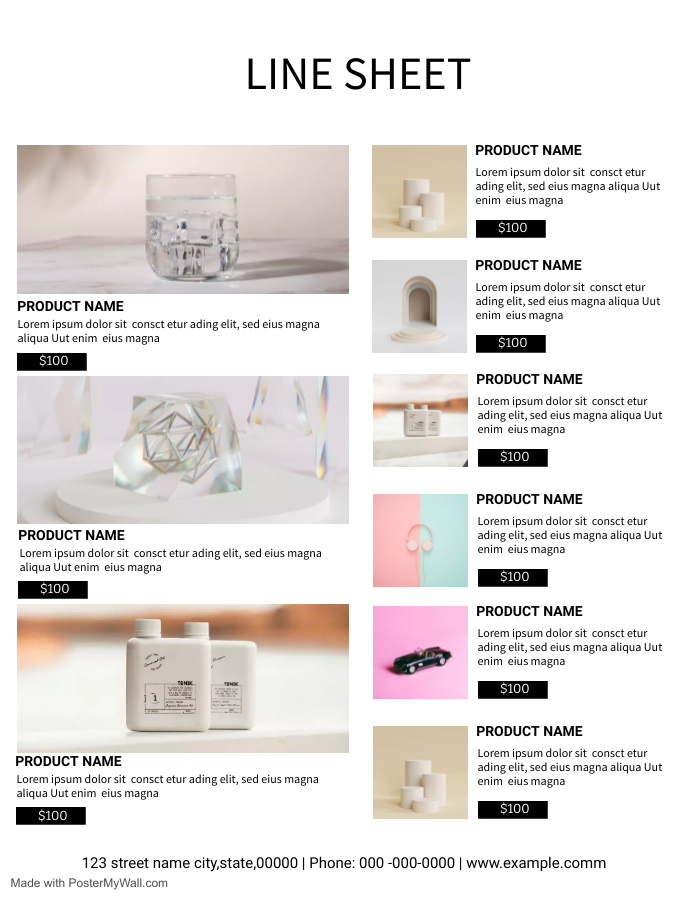 LINE SHEET
PRODUCT NAME
Lorem ipsum dolor sit  consct etur ading elit, sed eius magna
aliqua Uut enim  eius magna
$100
PRODUCT NAME
Lorem ipsum dolor sit  consct etur ading elit, sed eius magna
aliqua Uut enim  eius magna
$100
TONIK
1
PRODUCT NAME
Lorem ipsum dolor sit  consct etur ading elit, sed eius magna
aliqua Uut enim  eius magna
$100
PRODUCT NAME
Lorem ipsum dolor sit  consct etur
ading elit, sed eius magna aliqua Uut
enim  eius magna
$100
PRODUCT NAME
Lorem ipsum dolor sit  consct etur
ading elit, sed eius magna aliqua Uut
enim  eius magna
$100
PRODUCT NAME
Lorem ipsum dolor sit  consct etur
ading elit, sed eius magna aliqua Uut
enim  eius magna
$100
PRODUCT NAME
Lorem ipsum dolor sit  consct etur
ading elit, sed eius magna aliqua Uut
enim  eius magna
$100
PRODUCT NAME
Lorem ipsum dolor sit  consct etur
ading elit, sed eius magna aliqua Uut
enim  eius magna
$100
PRODUCT NAME
Lorem ipsum dolor sit  consct etur
ading elit, sed eius magna aliqua Uut
enim  eius magna
$100
123 street name city,state,00000 | Phone: 000 -000-0000 | www.example.comm
Made with PosterMyWall.com